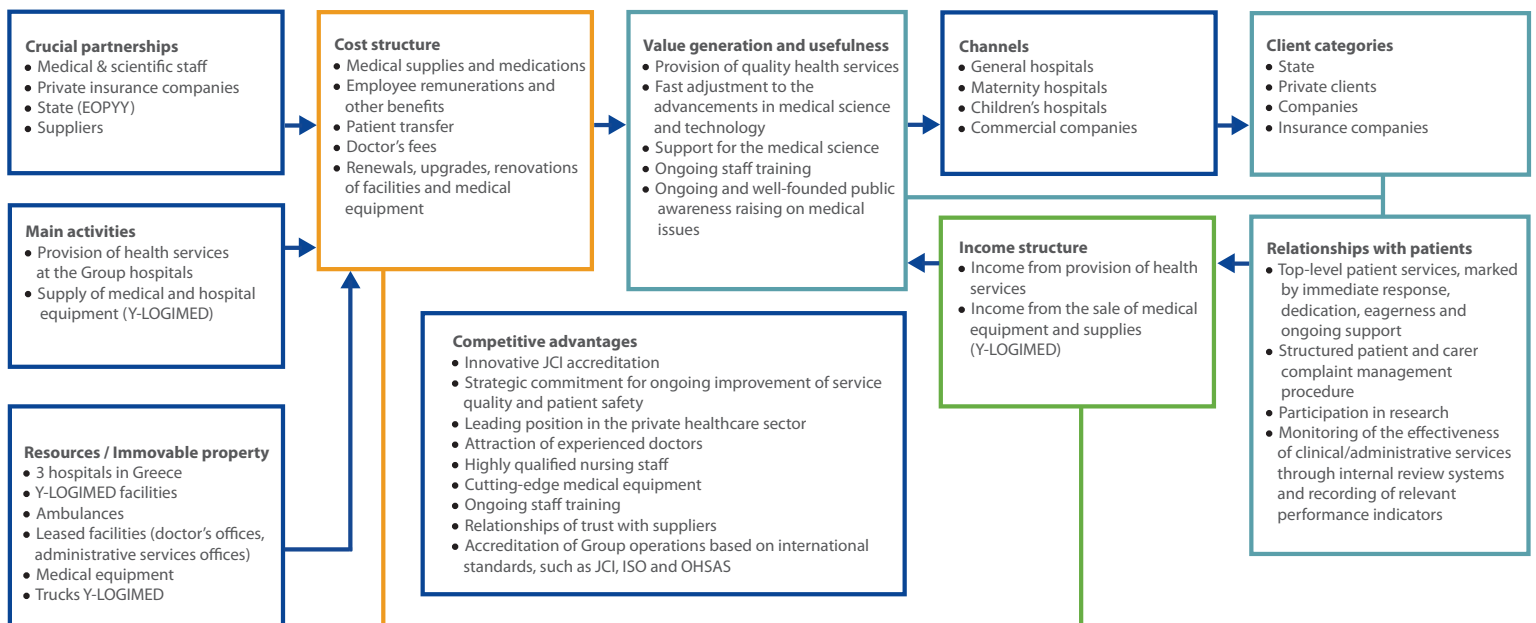 Crucial partnerships
• Medical & scientific staff
• Private insurance companies
• State (EOPYY)
• Suppliers
Main activities
• Provision of health services
at the Group hospitals
• Supply of medical and hospital
equipment (Y-LOGIMED)
Resources / Immovable property
• 3 hospitals in Greece
• Y-LOGIMED facilities
• Ambulances
• Leased facilities (doctor's offices,
administrative services offices)
• Medical equipment
• Trucks Y-LOGIMED
Cost structure
• Medical supplies and medications
• Employee remunerations and
other benefits
• Patient transfer
• Doctor's fees
• Renewals, upgrades, renovations
of facilities and medical
equipment
Value generation and usefulness
• Provision of quality health services
• Fast adjustment to the
advancements in medical science
and technology
• Support for the medical science
• Ongoing staff training
• Ongoing and well-founded public
awareness raising on medical
issues
Channels
• General hospitals
• Maternity hospitals
• Children's hospitals
• Commercial companies
Client categories
• State
• Private clients
• Companies
• Insurance companies
Competitive advantages
• Innovative JCI accreditation
• Strategic commitment for ongoing improvement of service
quality and patient safety
• Leading position in the private healthcare sector
• Attraction of experienced doctors
• Highly qualified nursing staff
• Cutting-edge medical equipment
• Ongoing staff training
• Relationships of trust with suppliers
• Accreditation of Group operations based on international
standards, such as JCI, ISO and OHSAS
Income structure
• Income from provision of health
services
• Income from the sale of medical
equipment and supplies
(Y-LOGIMED)
Relationships with patients
• Top-level patient services, marked
by immediate response,
dedication, eagerness and
ongoing support
• Structured patient and carer
complaint management
procedure
• Participation in research
• Monitoring of the effectiveness
of clinical/administrative services
through internal review systems
and recording of relevant
performance indicators